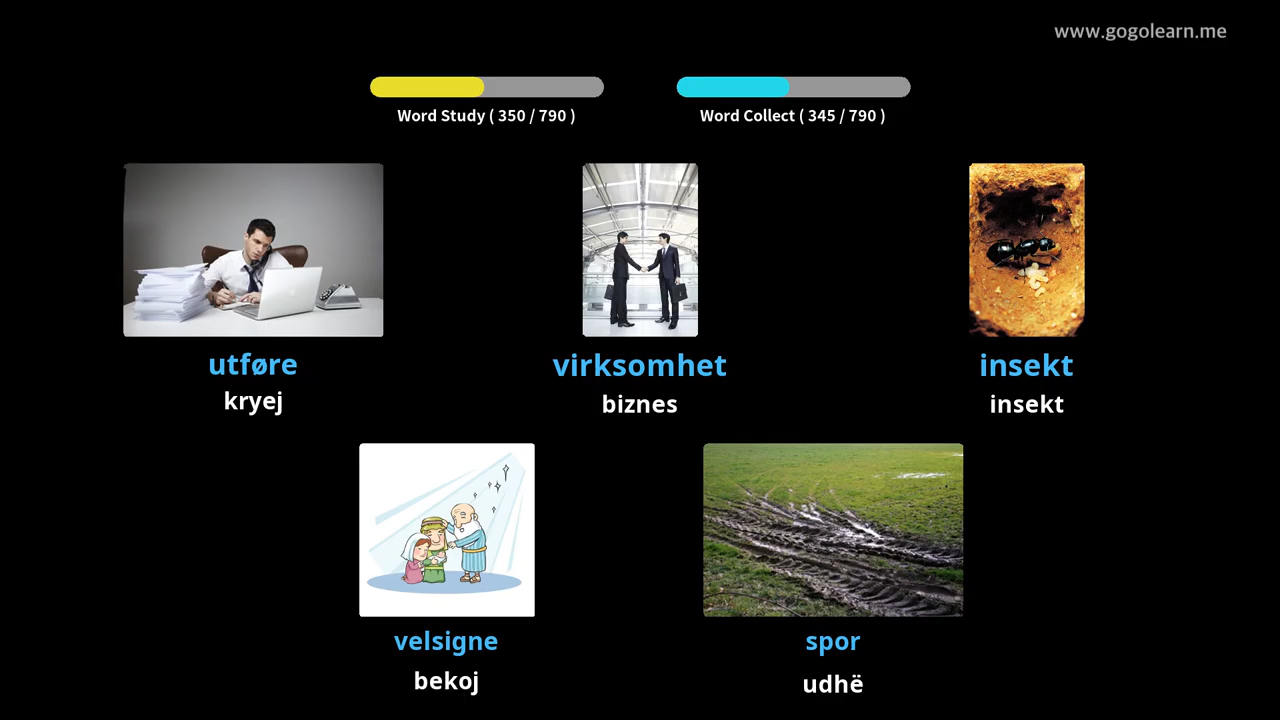 www.gogolearn.me
Word Study ( 350 / 790 )
Word Collect ( 345 / 790 )
utføre
kryej
virksomhet
biznes
insekt
insekt
velsigne
bekoj
spor
udhë